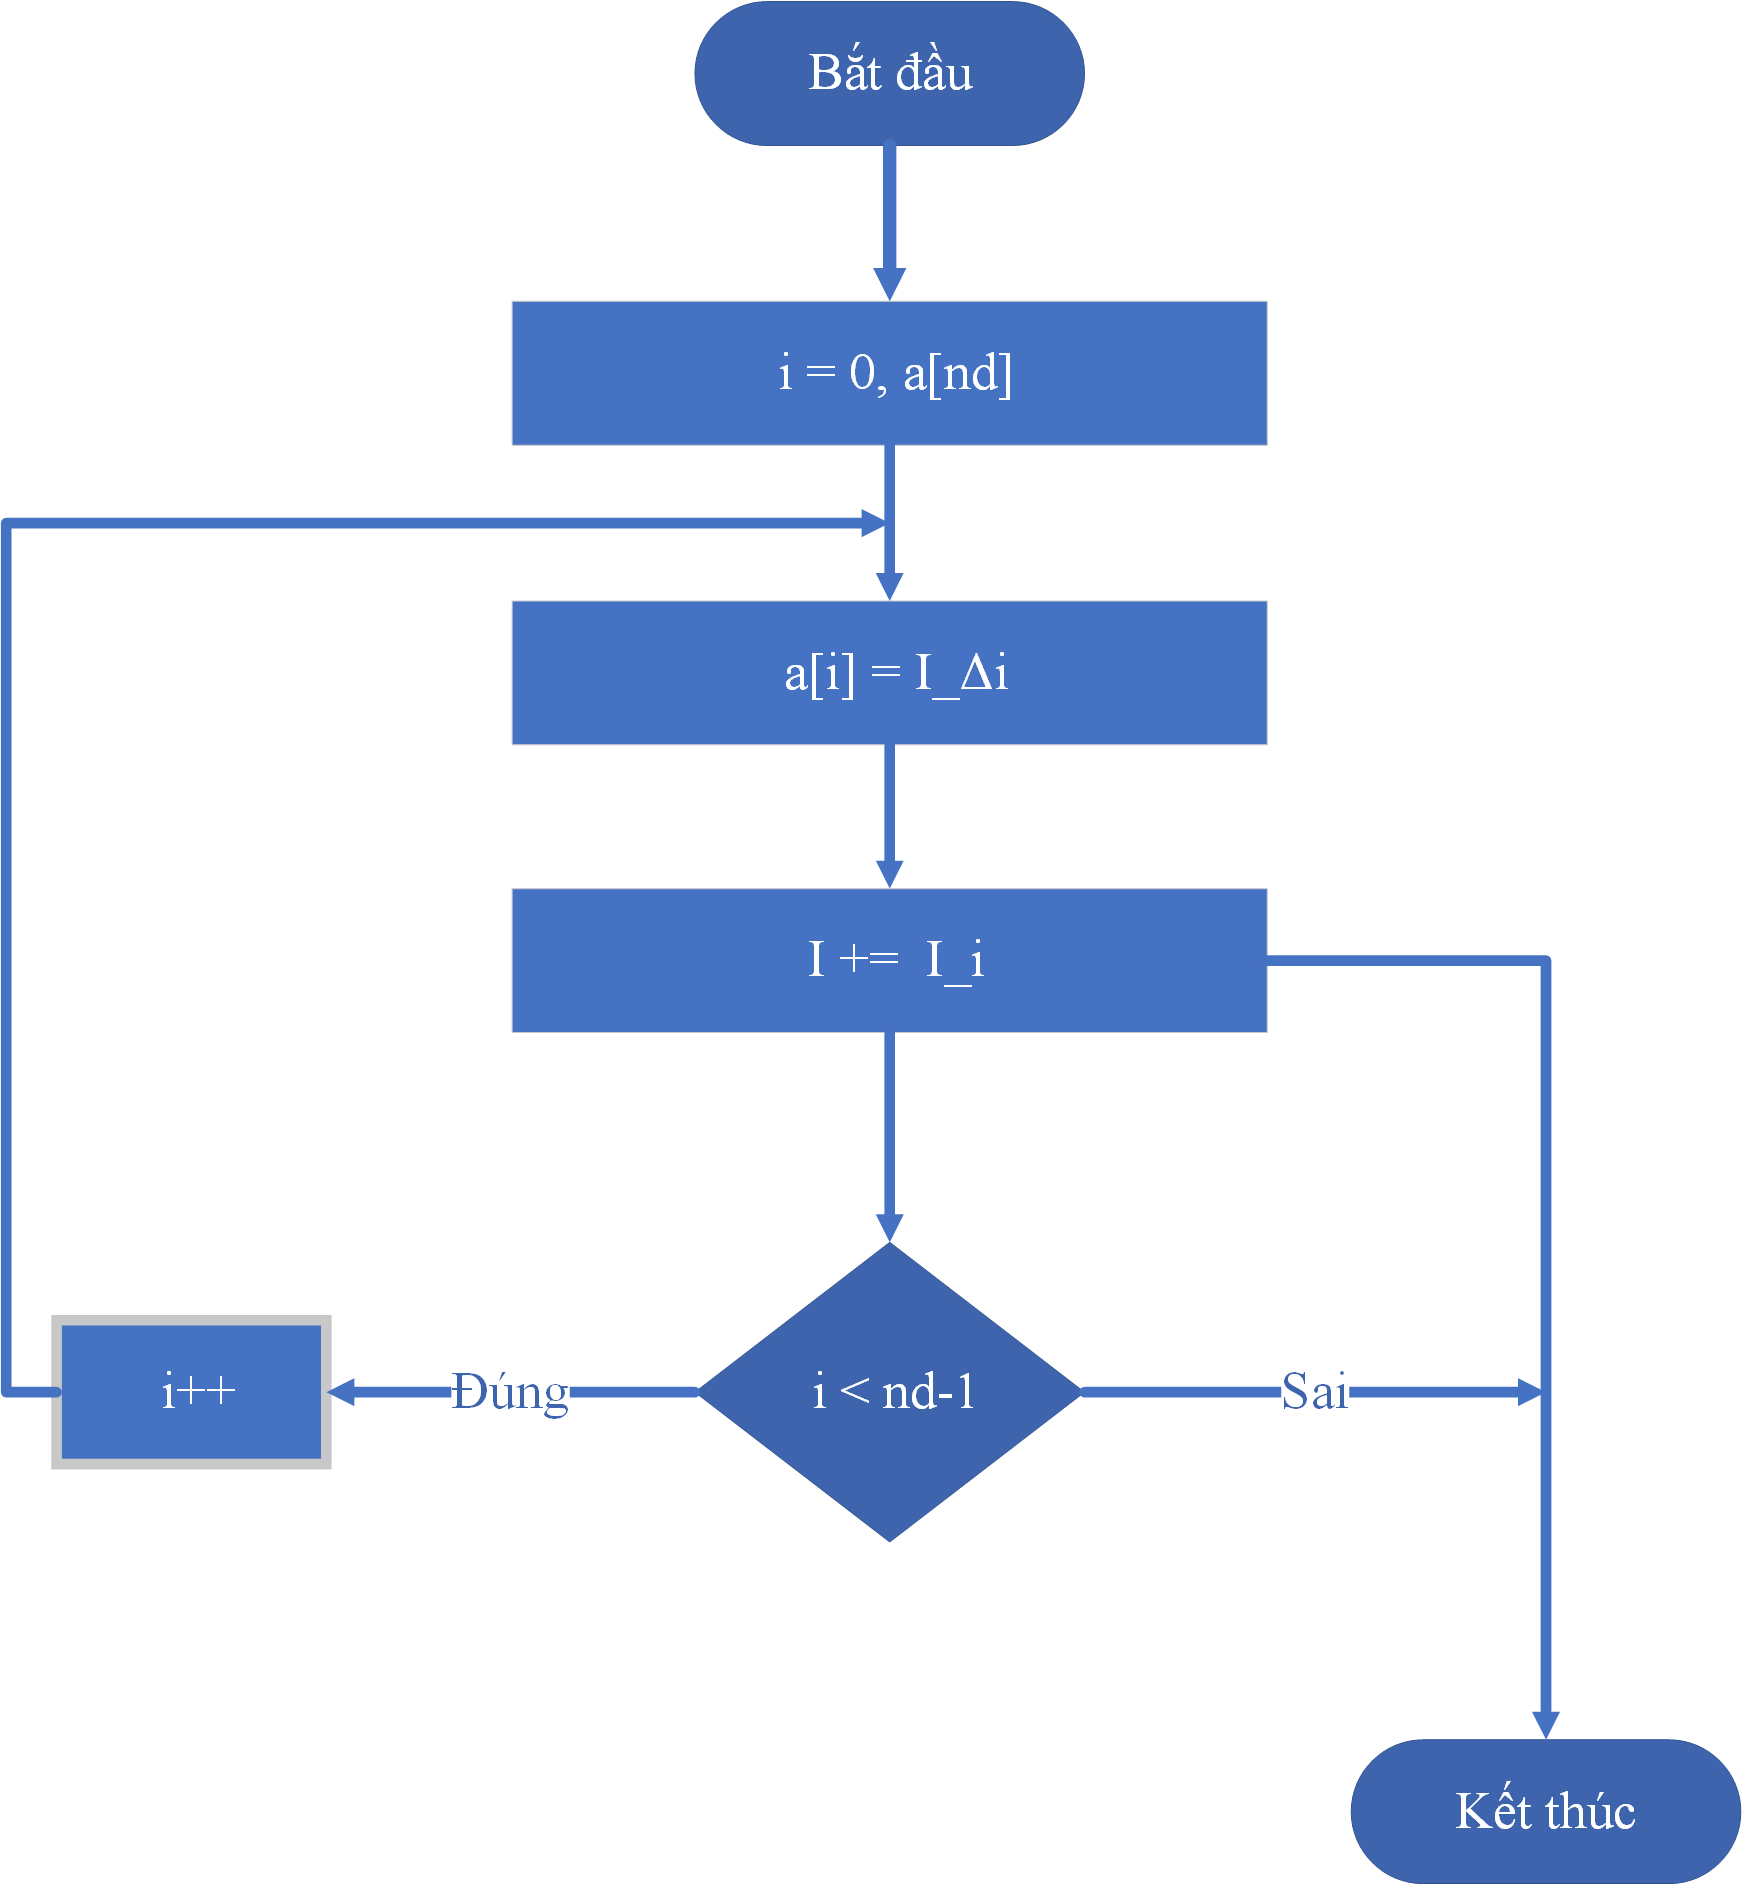 Bắt đầu
i = 0, a[nd]
a[i] = I_Δi
I += I_i
i < nd-1
Đúng
i++
Sai
Kết thúc